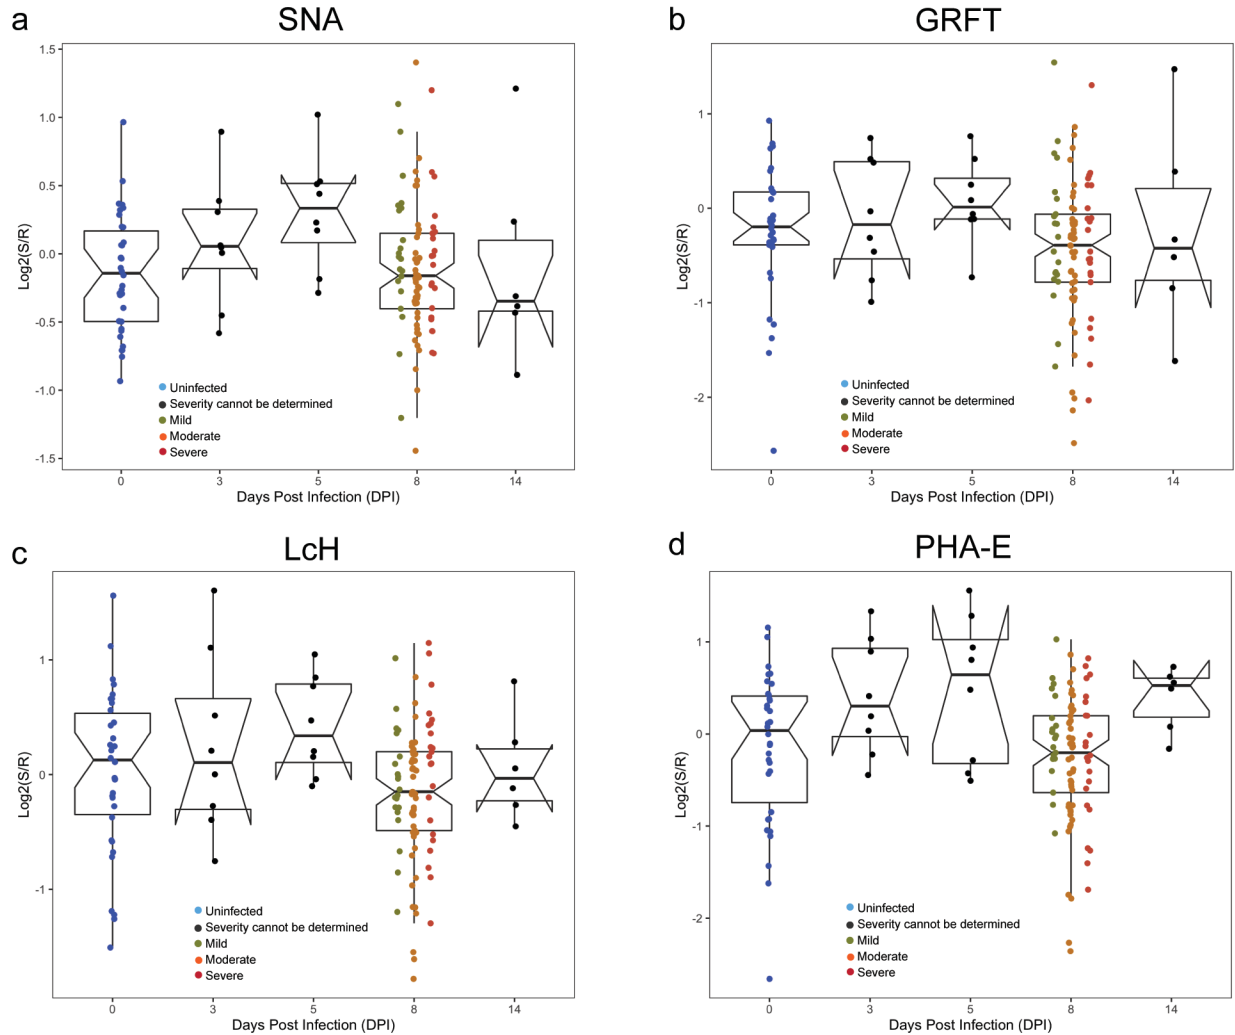 a
SNA
1.5
1.0
0.5
0.0
-0.5
-1.0
-1.5
Log2(S/R)
Uninfected
Severity cannot be determined
Mild
Moderate
Severe
0 3 5 8 14
Days Post Infection (DPI)
b
GRFT
1
0
-1
-2
Log2(S/R)
Uninfected
Severity cannot be determined
Mild
Moderate
Severe
0 3 5 8 14
Days Post Infection (DPI)
c
LcH
1
0
-1
Log2(S/R)
Uninfected
Severity cannot be determined
Mild
Moderate
Severe
0 3 5 8 14
Days Post Infection (DPI)
d
PHA-E
1
0
-1
-2
Log2(S/R)
Uninfected
Severity cannot be determined
Mild
Moderate
Severe
0 3 5 8 14
Days Post Infection (DPI)